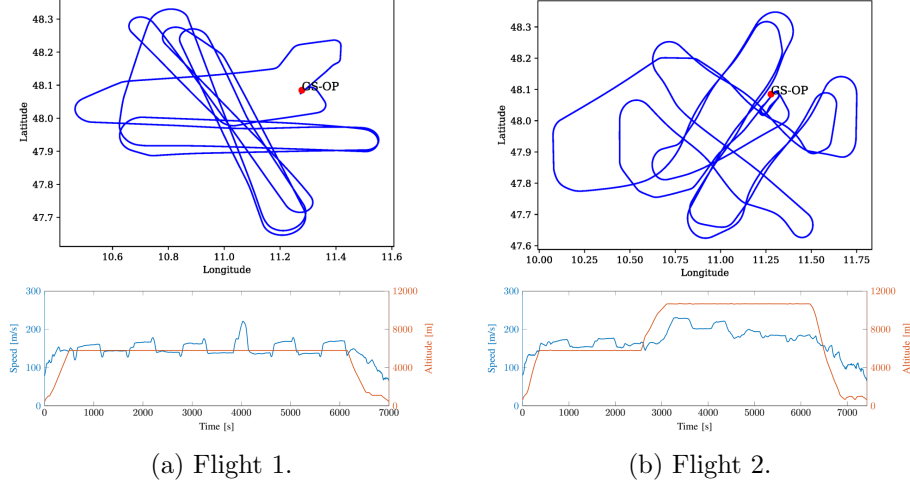 48.3
48.2
48.1
48.0
47.9
47.8
47.7
Latitude
GS-OP
10.6 10.8 11.0 11.2 11.4 11.6
Longitude
48.3
48.2
48.1
48.0
47.9
47.8
47.7
47.6
Latitude
GS-OP
10.00 10.25 10.50 10.75 11.00 11.25 11.50 11.75
Longitude
300
200
100
0
Speed [m/s]
12000
8000
4000
0
Altitude [m]
0 1000 2000 3000 4000 5000 6000 7000
Time [s]
300
200
100
0
Speed [m/s]
12000
8000
4000
0
Altitude [m]
0 1000 2000 3000 4000 5000 6000 7000
Time [s]
(a) Flight 1.
(b) Flight 2.